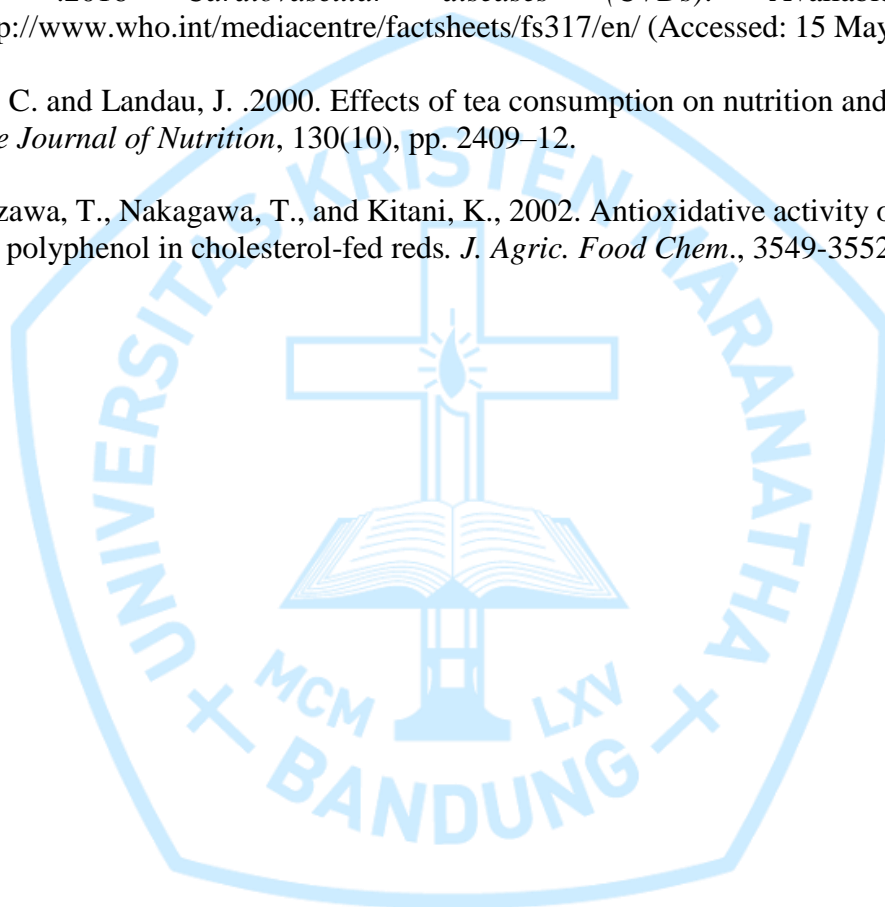 .2016 Cardiovascular diseases (CVDs).
p://www.who.int/mediacentre/factsheets/fs317/en/ (Accessed: 15 May
C. and Landau, J. .2000. Effects of tea consumption on nutrition and
e Journal of Nutrition, 130(10), pp. 2409–12.
zawa, T., Nakagawa, T., and Kitani, K., 2002. Antioxidative activity o
polyphenol in cholesterol-fed reds. J. Agric. Food Chem., 3549-3552
UNIVERSITAS KRISTEN MARANATHA
MCM LXV
BANDUNG